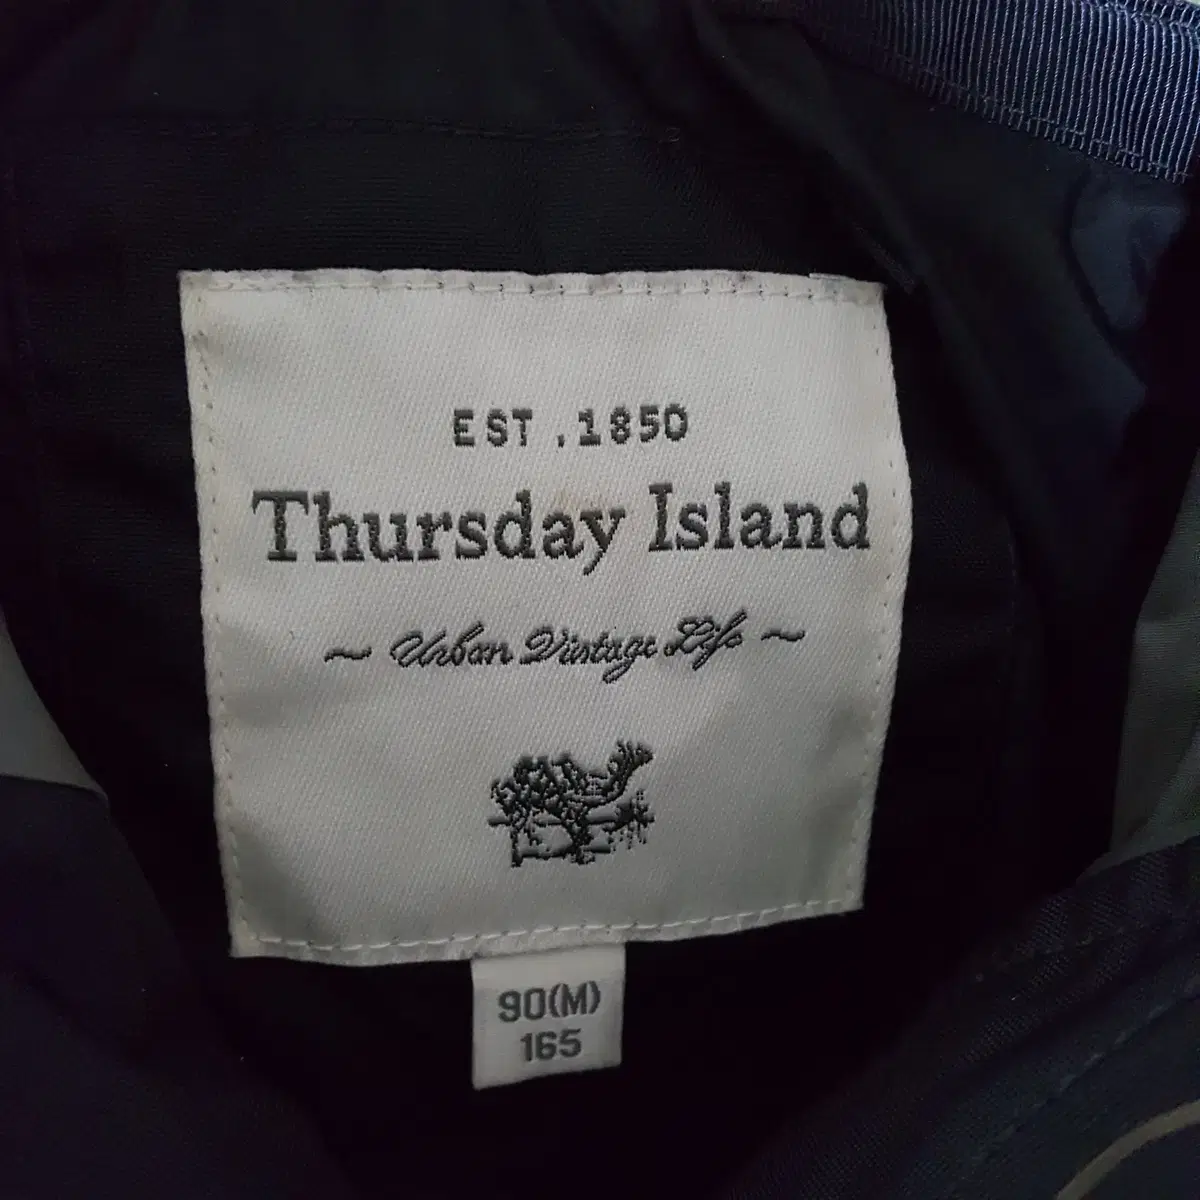 EST.1850
Thursday Island
~ Urban Vintage Life ~
90(M)
165